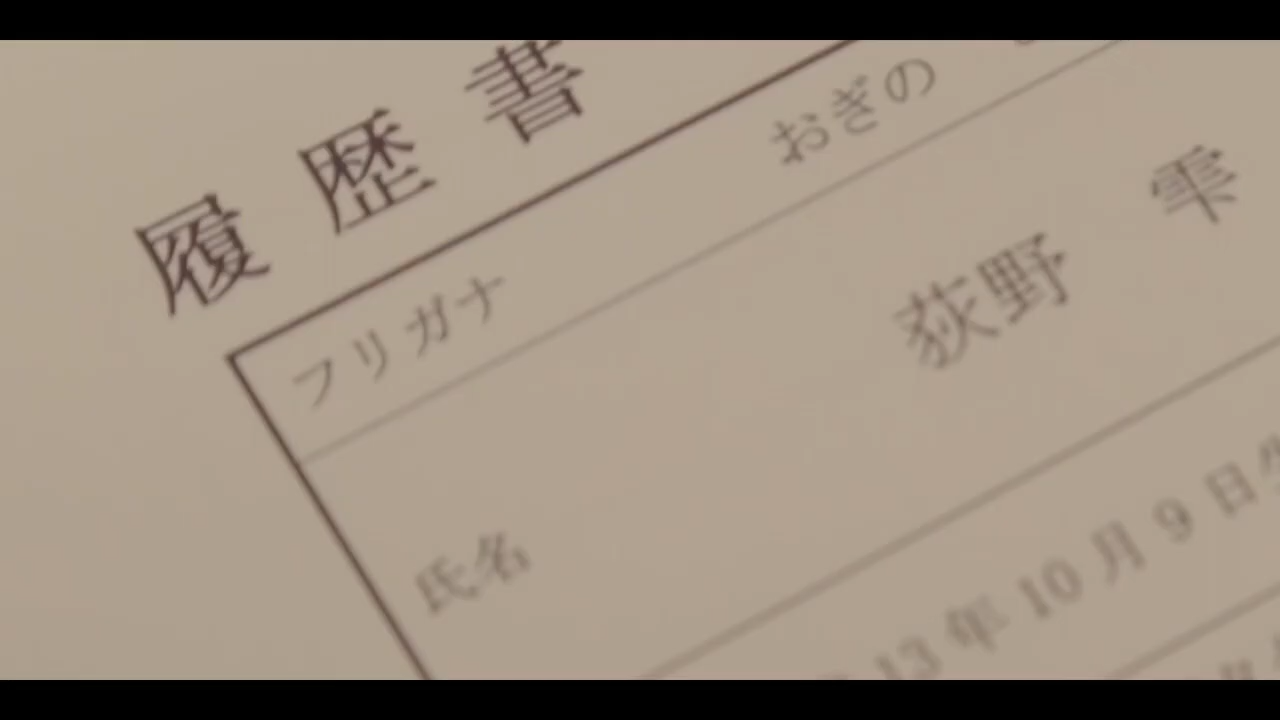 履歴書
フリガナ おぎの
氏名 荻野 雫
13年10月9日